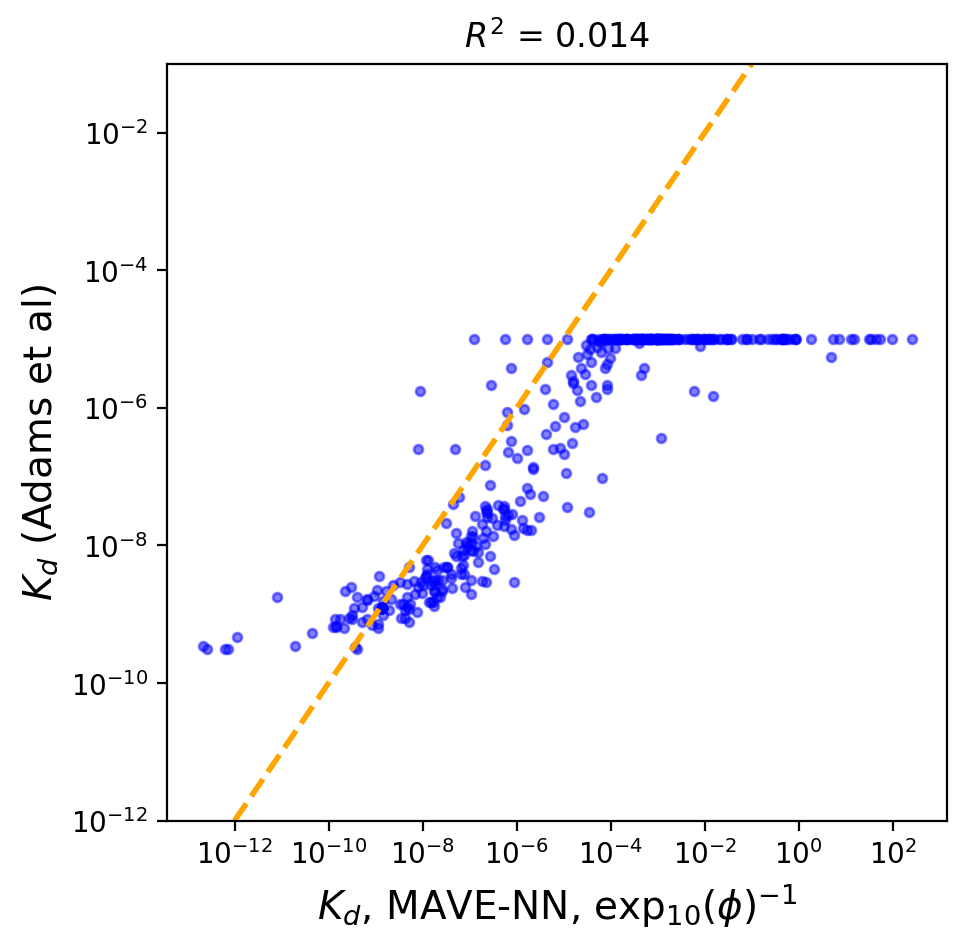 R² = 0.014
10⁻²
10⁻⁴
10⁻⁶
10⁻⁸
10⁻¹⁰
10⁻¹²
K_d (Adams et al)
10⁻¹² 10⁻¹⁰ 10⁻⁸ 10⁻⁶ 10⁻⁴ 10⁻² 10⁰ 10²
K_d, MAVE-NN, exp₁₀(ϕ)⁻¹